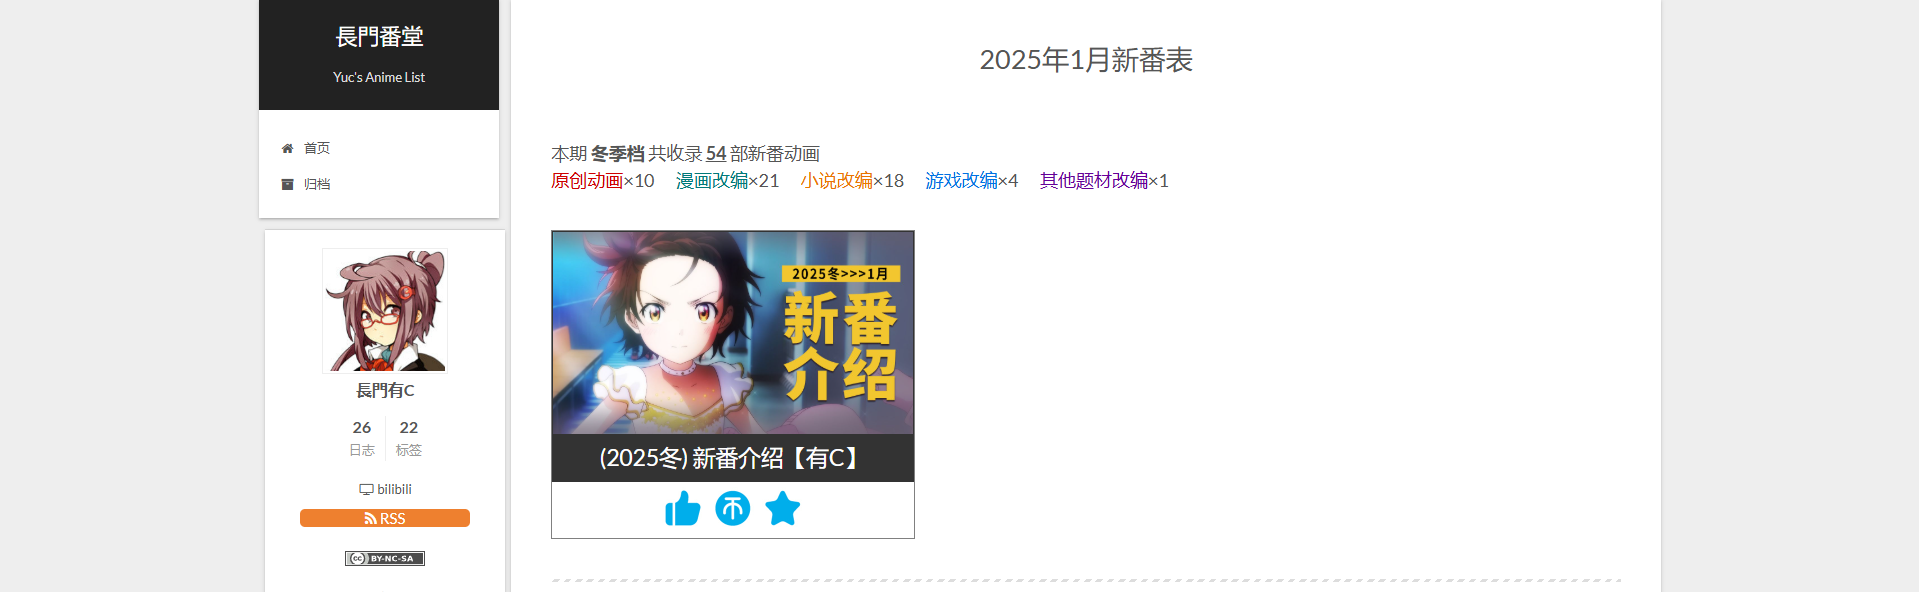 長門番堂
Yuc's Anime List
首页
归档
長門有C
26 22
日志 标签
bilibili
RSS
cc BY-NC-SA
2025年1月新番表
本期 冬季档 共收录 54 部新番动画
原创动画×10 漫画改编×21 小说改编×18 游戏改编×4 其他题材改编×1
2025冬>>>1月
新番
介绍
(2025冬) 新番介绍【有C】